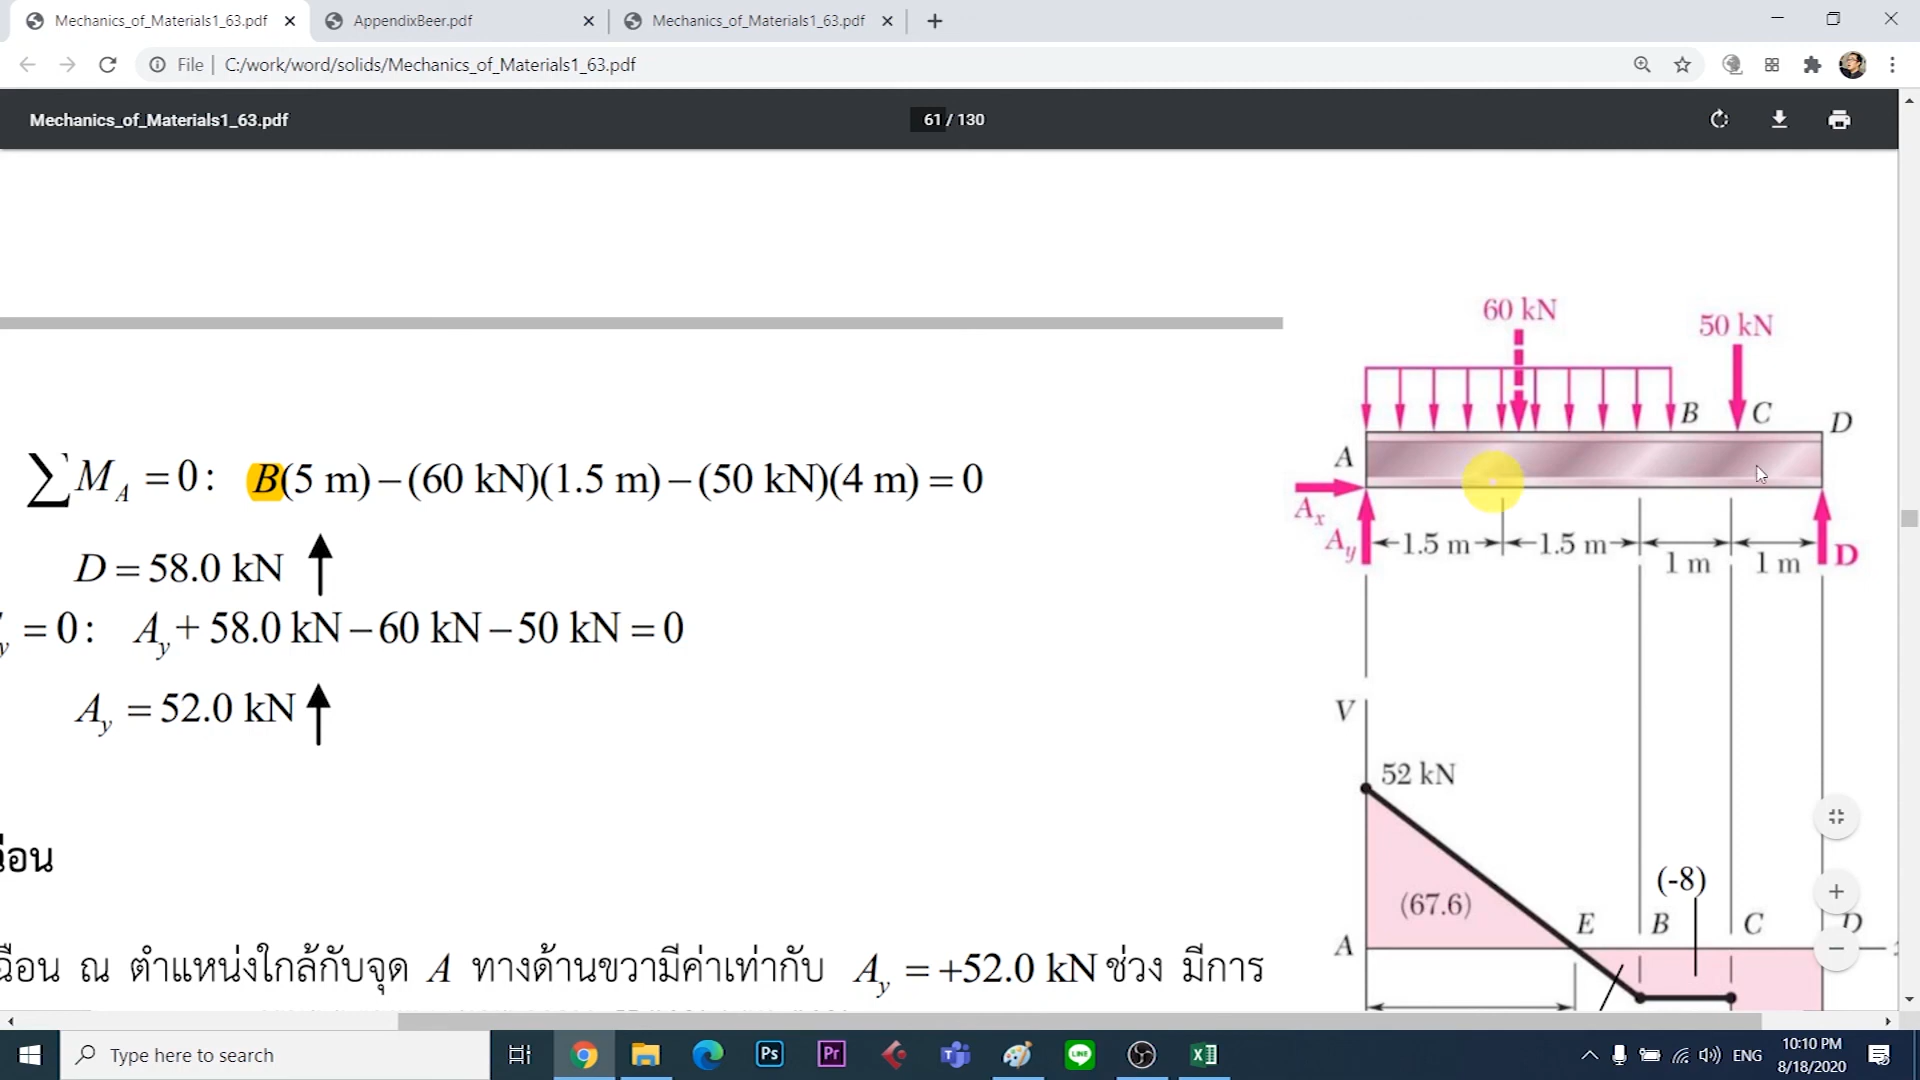 Mechanics_of_Materials1_63.pdf
AppendixBeer.pdf
Mechanics_of_Materials1_63.pdf
File | C:/work/word/solids/Mechanics_of_Materials1_63.pdf
Mechanics_of_Materials1_63.pdf
61 / 130
60 kN
50 kN
B C D
A
∑M_A = 0: B(5 m) − (60 kN)(1.5 m) − (50 kN)(4 m) = 0
A_x
A_y 1.5 m 1.5 m 1 m 1 m D
D = 58.0 kN ↑
y = 0: A_y + 58.0 kN − 60 kN − 50 kN = 0
A_y = 52.0 kN ↑
V
52 kN
(-8)
(67.6)
E B C D
A
ณ ตำแหน่งใกล้กับจุด A ทางด้านขวามีค่าเท่ากับ A_y = +52.0 kN ช่วง มีการ
Type here to search
Ps
Pr
LINE
ENG
10:10 PM
8/18/2020